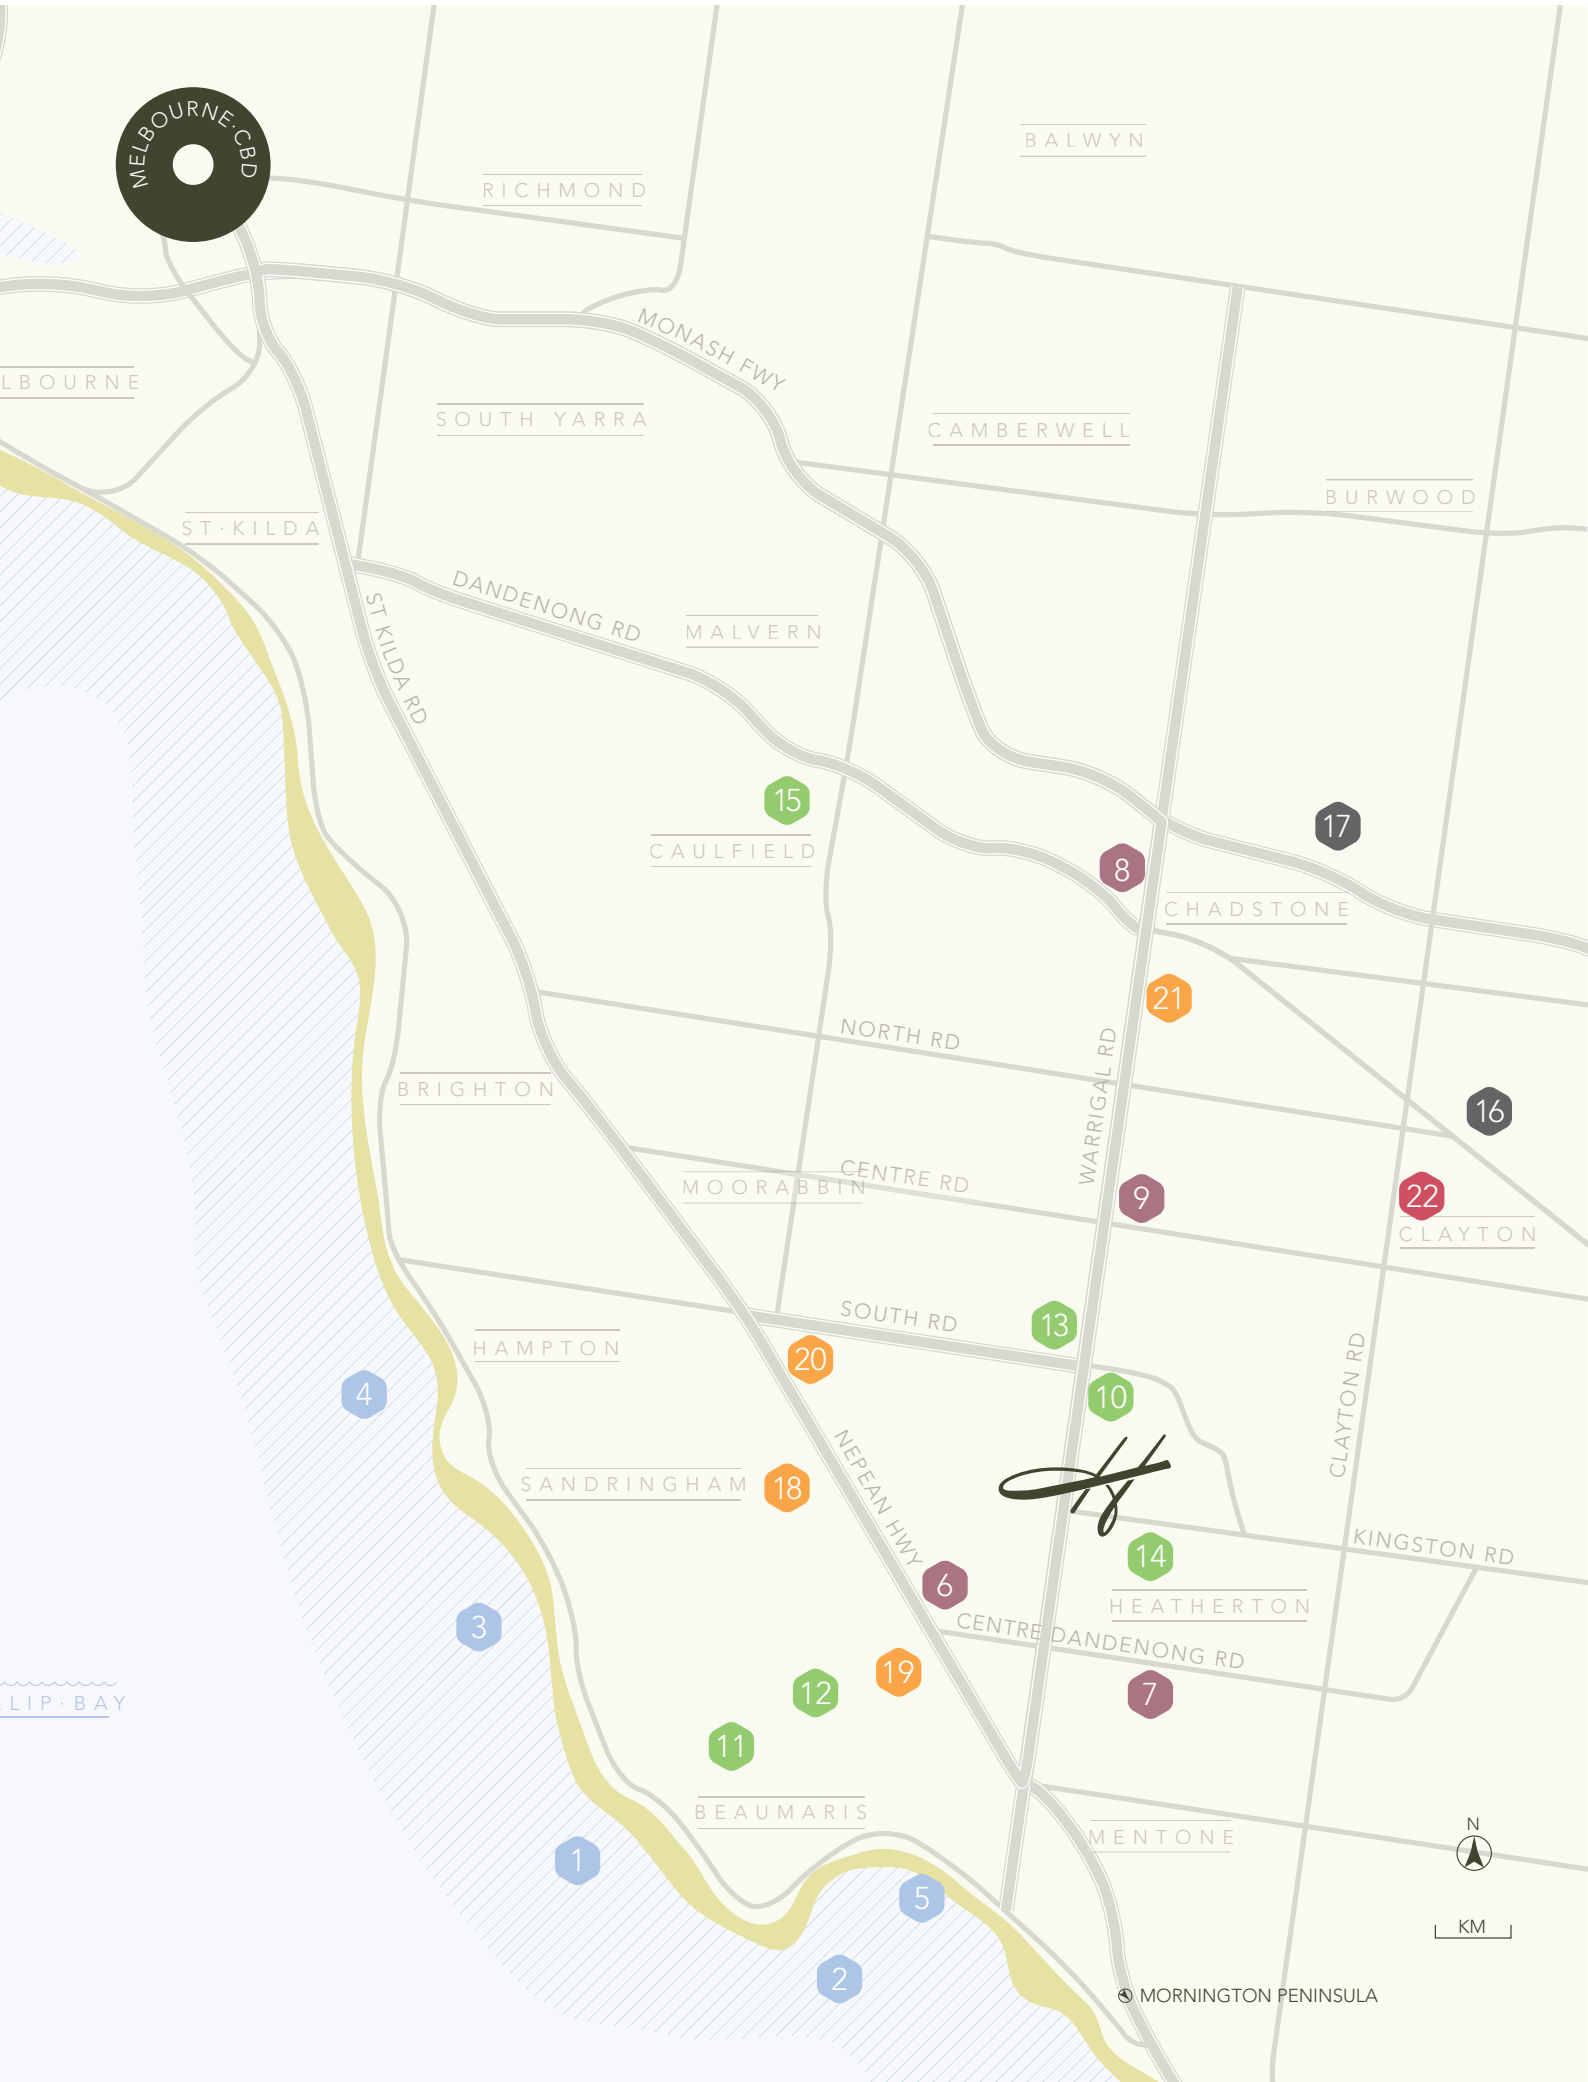 MELBOURNE·CBD
RICHMOND
BALWYN
MONASH FWY
LBOURNE
SOUTH YARRA
CAMBERWELL
BURWOOD
ST·KILDA
DANDENONG RD
MALVERN
ST KILDA RD
15
17
CAULFIELD
8
CHADSTONE
21
NORTH RD
WARRIGAL RD
BRIGHTON
16
CENTRE RD
MOORABBIN
9
22
CLAYTON
SOUTH RD
13
HAMPTON
20
CLAYTON RD
4
10
NEPEAN HWY
SANDRINGHAM
18
KINGSTON RD
14
6
HEATHERTON
3
CENTRE DANDENONG RD
19
12
7
LIP·BAY
11
BEAUMARIS
MENTONE
N
1
5
KM
2
MORNINGTON PENINSULA